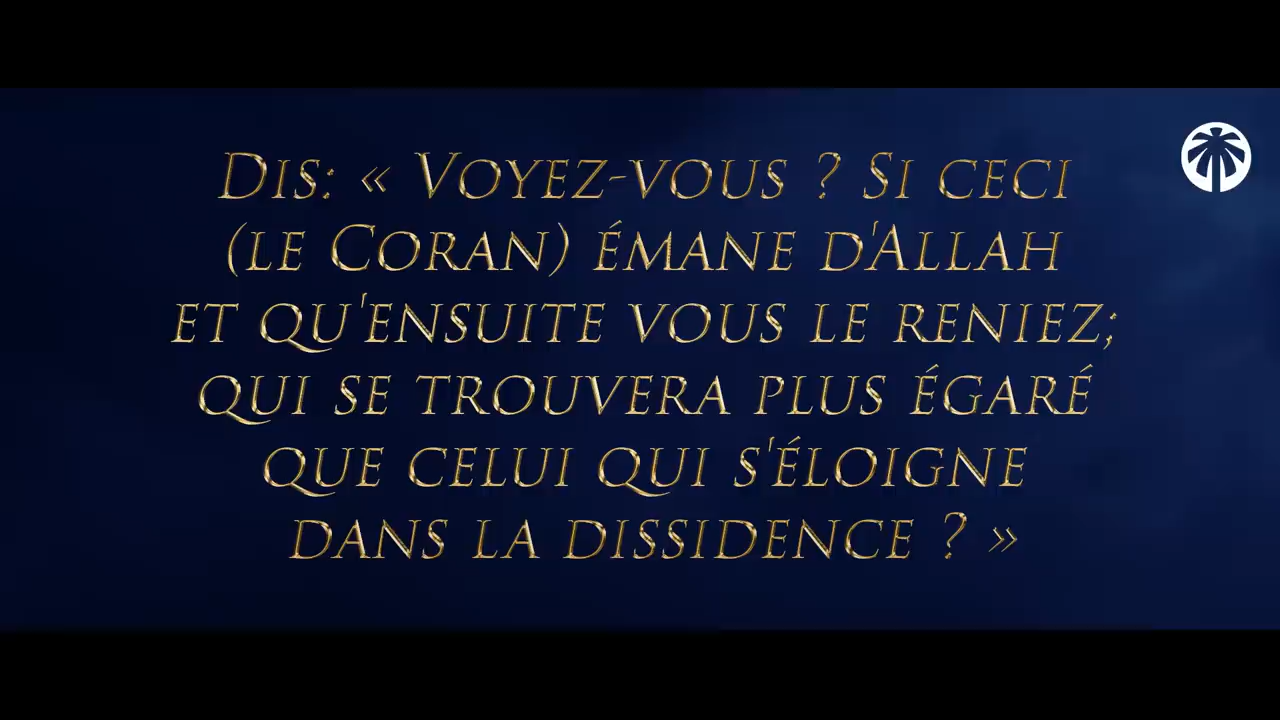 Dis: « Voyez-vous ? Si ceci
(le Coran) émane d'Allah
et qu'ensuite vous le reniez;
qui se trouvera plus égaré
que celui qui s'éloigne
dans la dissidence ? »